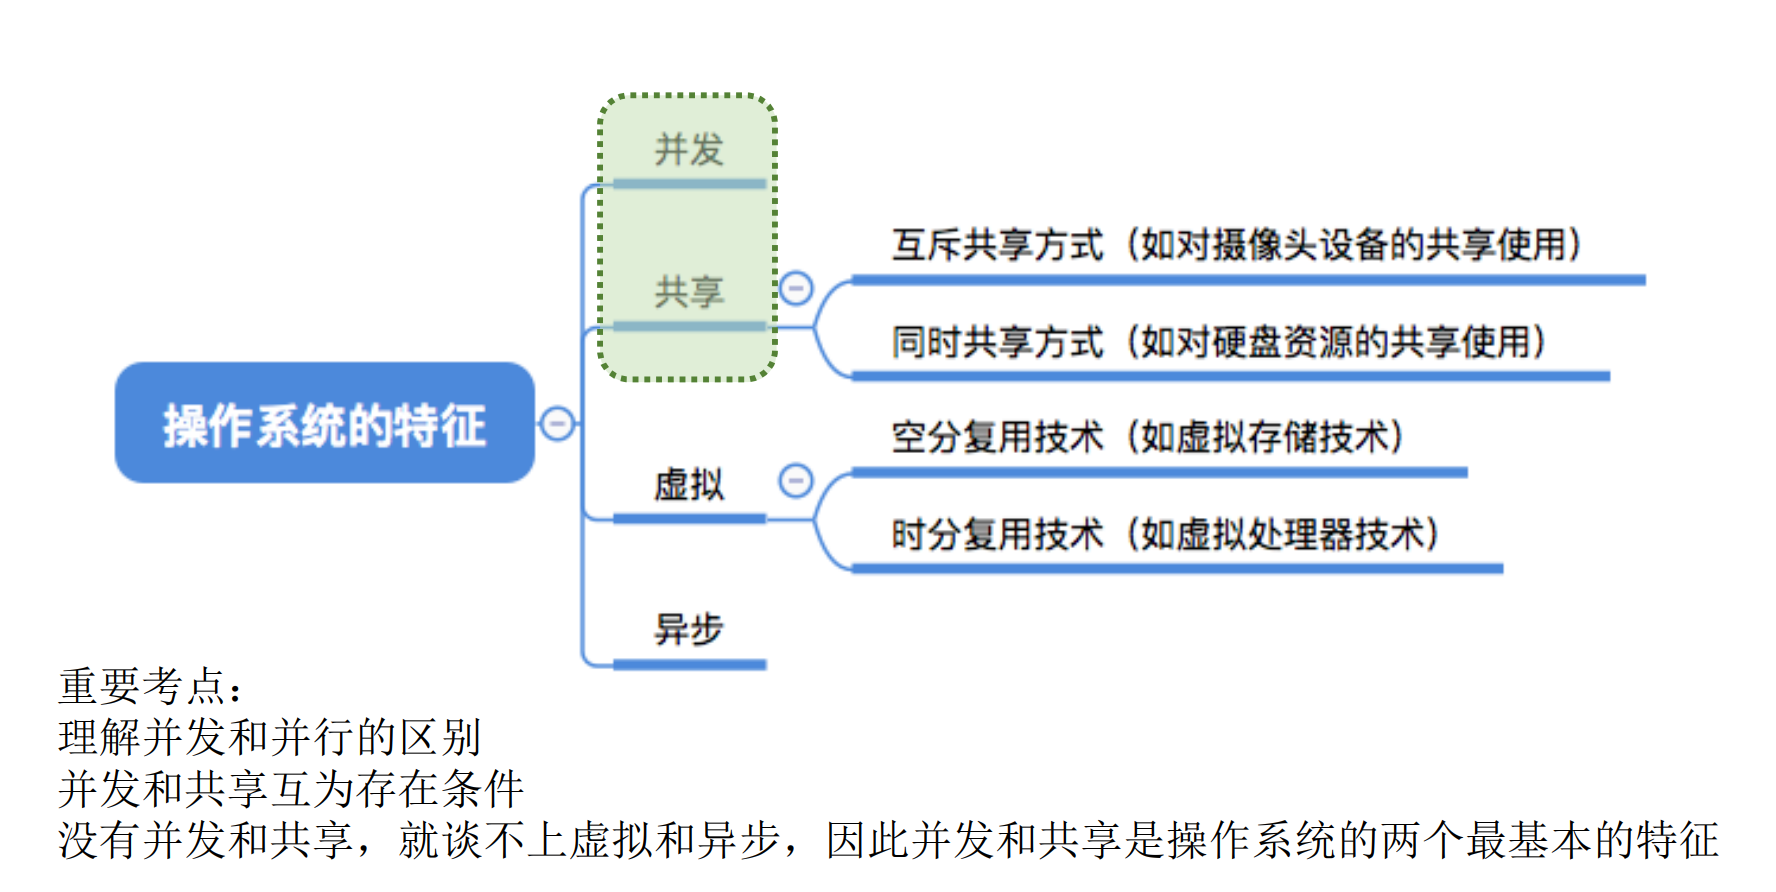 操作系统的特征
并发
共享
互斥共享方式（如对摄像头设备的共享使用）
同时共享方式（如对硬盘资源的共享使用）
虚拟
空分复用技术（如虚拟存储技术）
时分复用技术（如虚拟处理器技术）
异步
重要考点：
理解并发和并行的区别
并发和共享互为存在条件
没有并发和共享，就谈不上虚拟和异步，因此并发和共享是操作系统的两个最基本的特征